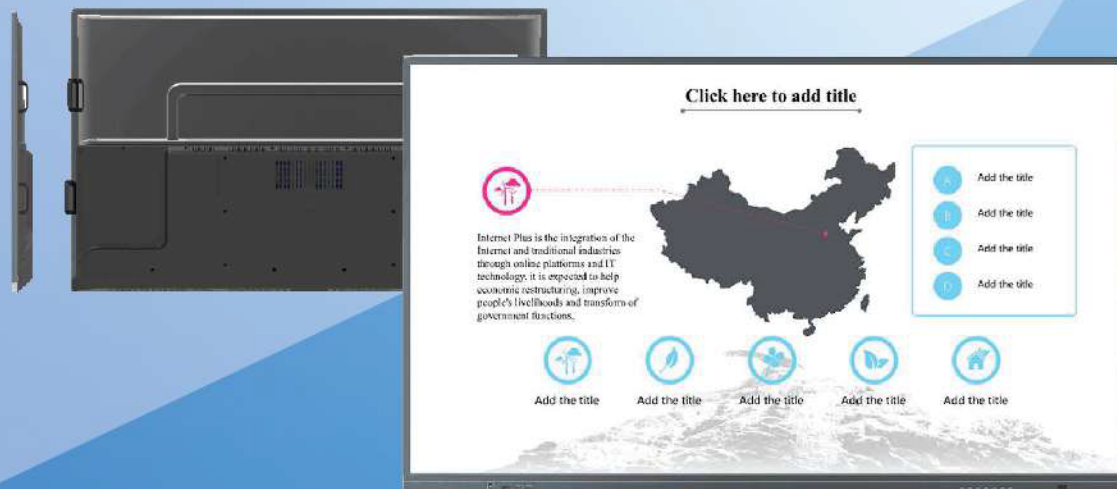 Click here to add title
Internet Plus is the integration of the
Internet and traditional industries
through online platforms and IT
technology, it is expected to help
economic restructuring, improve
people's livelihoods and transform of
government functions.
A Add the title
B Add the title
C Add the title
D Add the title
Add the title Add the title Add the title Add the title Add the title